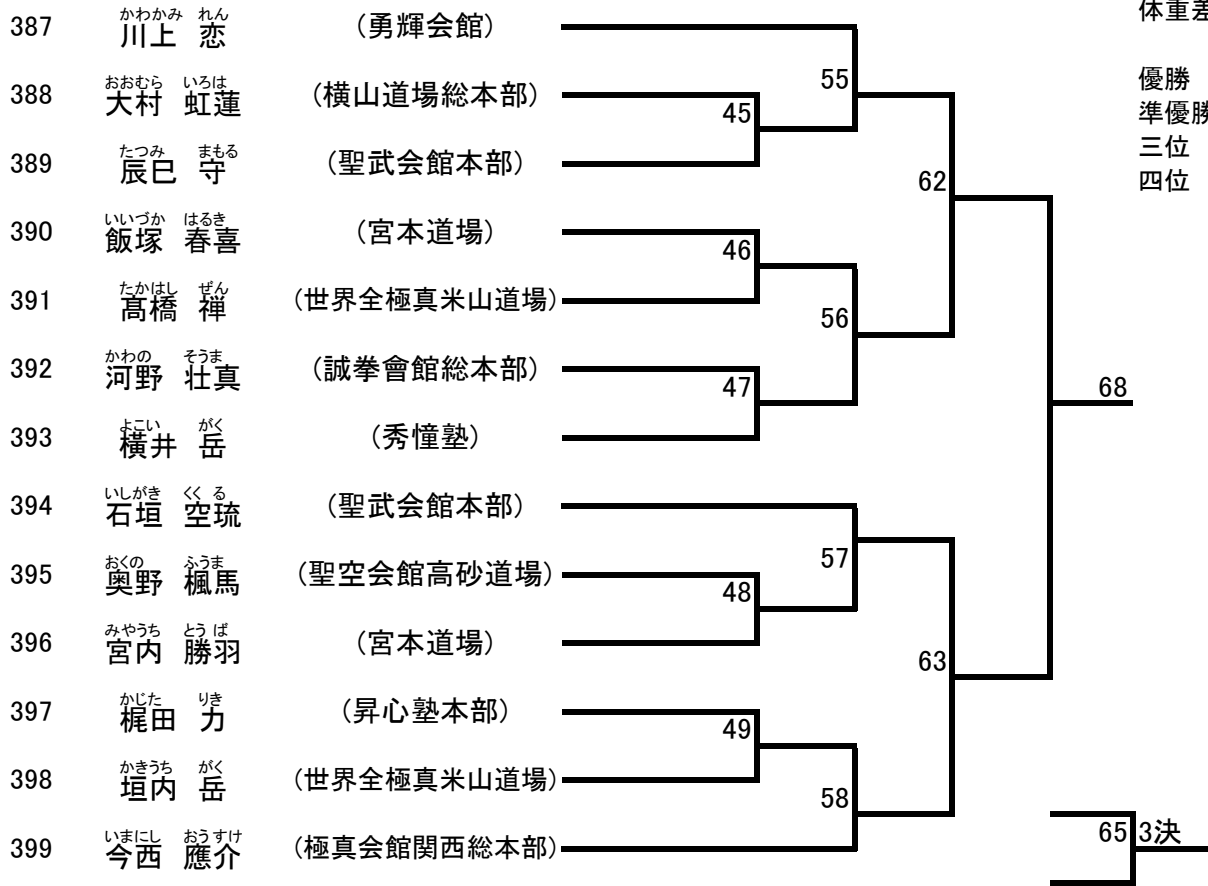 かわかみ れん
387 川上 恋 (勇輝会館)
おおむら いろは
388 大村 虹蓮 (横山道場総本部)
たつみ まもる
389 辰巳 守 (聖武会館本部)
いいづか はるき
390 飯塚 春喜 (宮本道場)
たかはし ぜん
391 髙橋 禅 (世界全極真米山道場)
かわの そうま
392 河野 壮真 (誠拳會館総本部)
よこい がく
393 横井 岳 (秀憧塾)
いしがき くくる
394 石垣 空琉 (聖武会館本部)
おくの ふうま
395 奥野 楓馬 (聖空会館高砂道場)
みやうち とうば
396 宮内 勝羽 (宮本道場)
かじた りき
397 梶田 力 (昇心塾本部)
かきうち がく
398 垣内 岳 (世界全極真米山道場)
いまにし おうすけ
399 今西 應介 (極真会館関西総本部)
45
46
47
48
49
55
56
57
58
62
63
68
65 3決
体重差
優勝
準優勝
三位
四位